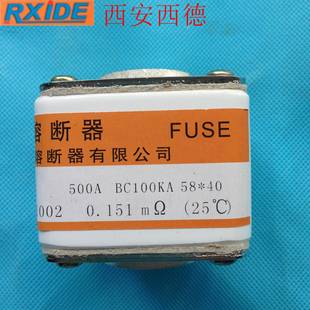 RXIDE 西安西德
熔断器 FUSE
熔断器有限公司
500A BC100KA 58*40
002 0.151 mΩ (25℃)